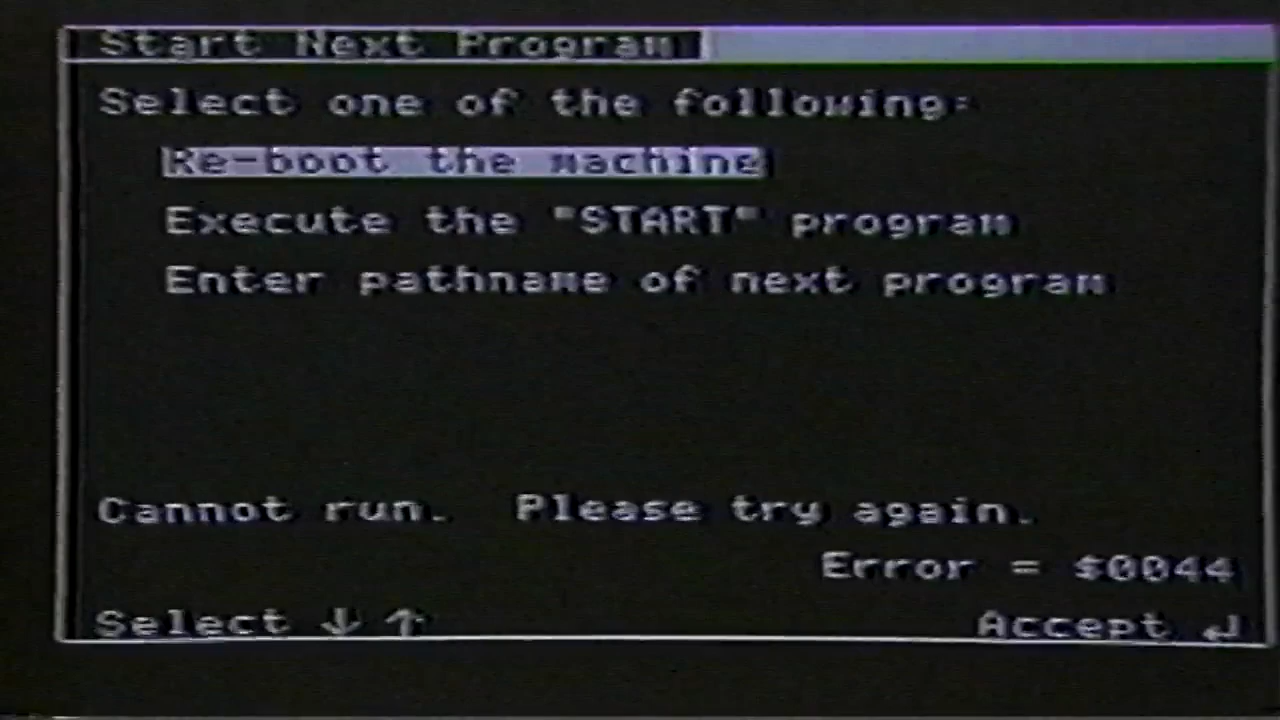 Start Next Program
Select one of the following:
Re-boot the machine
Execute the "START" program
Enter pathname of next program
Cannot run.  Please try again.
Error = $0044
Select ↓ ↑
Accept ↵